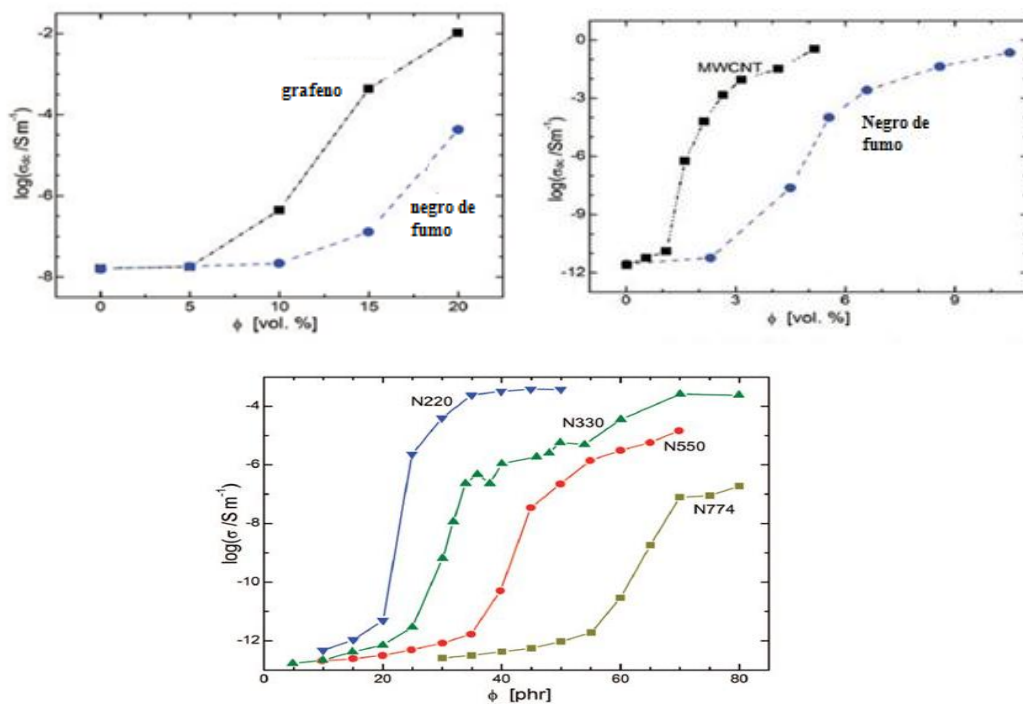 log(σdc /Sm⁻¹)
-2
-4
-6
-8
grafeno
negro de
fumo
0 5 10 15 20
ϕ [vol. %]
log(σdc /Sm⁻¹)
0
-3
-6
-9
-12
MWCNT
Negro de
fumo
0 3 6 9
ϕ [vol. %]
log(σ/S m⁻¹)
-4
-6
-8
-10
-12
N220
N330
N550
N774
0 20 40 60 80
ϕ [phr]